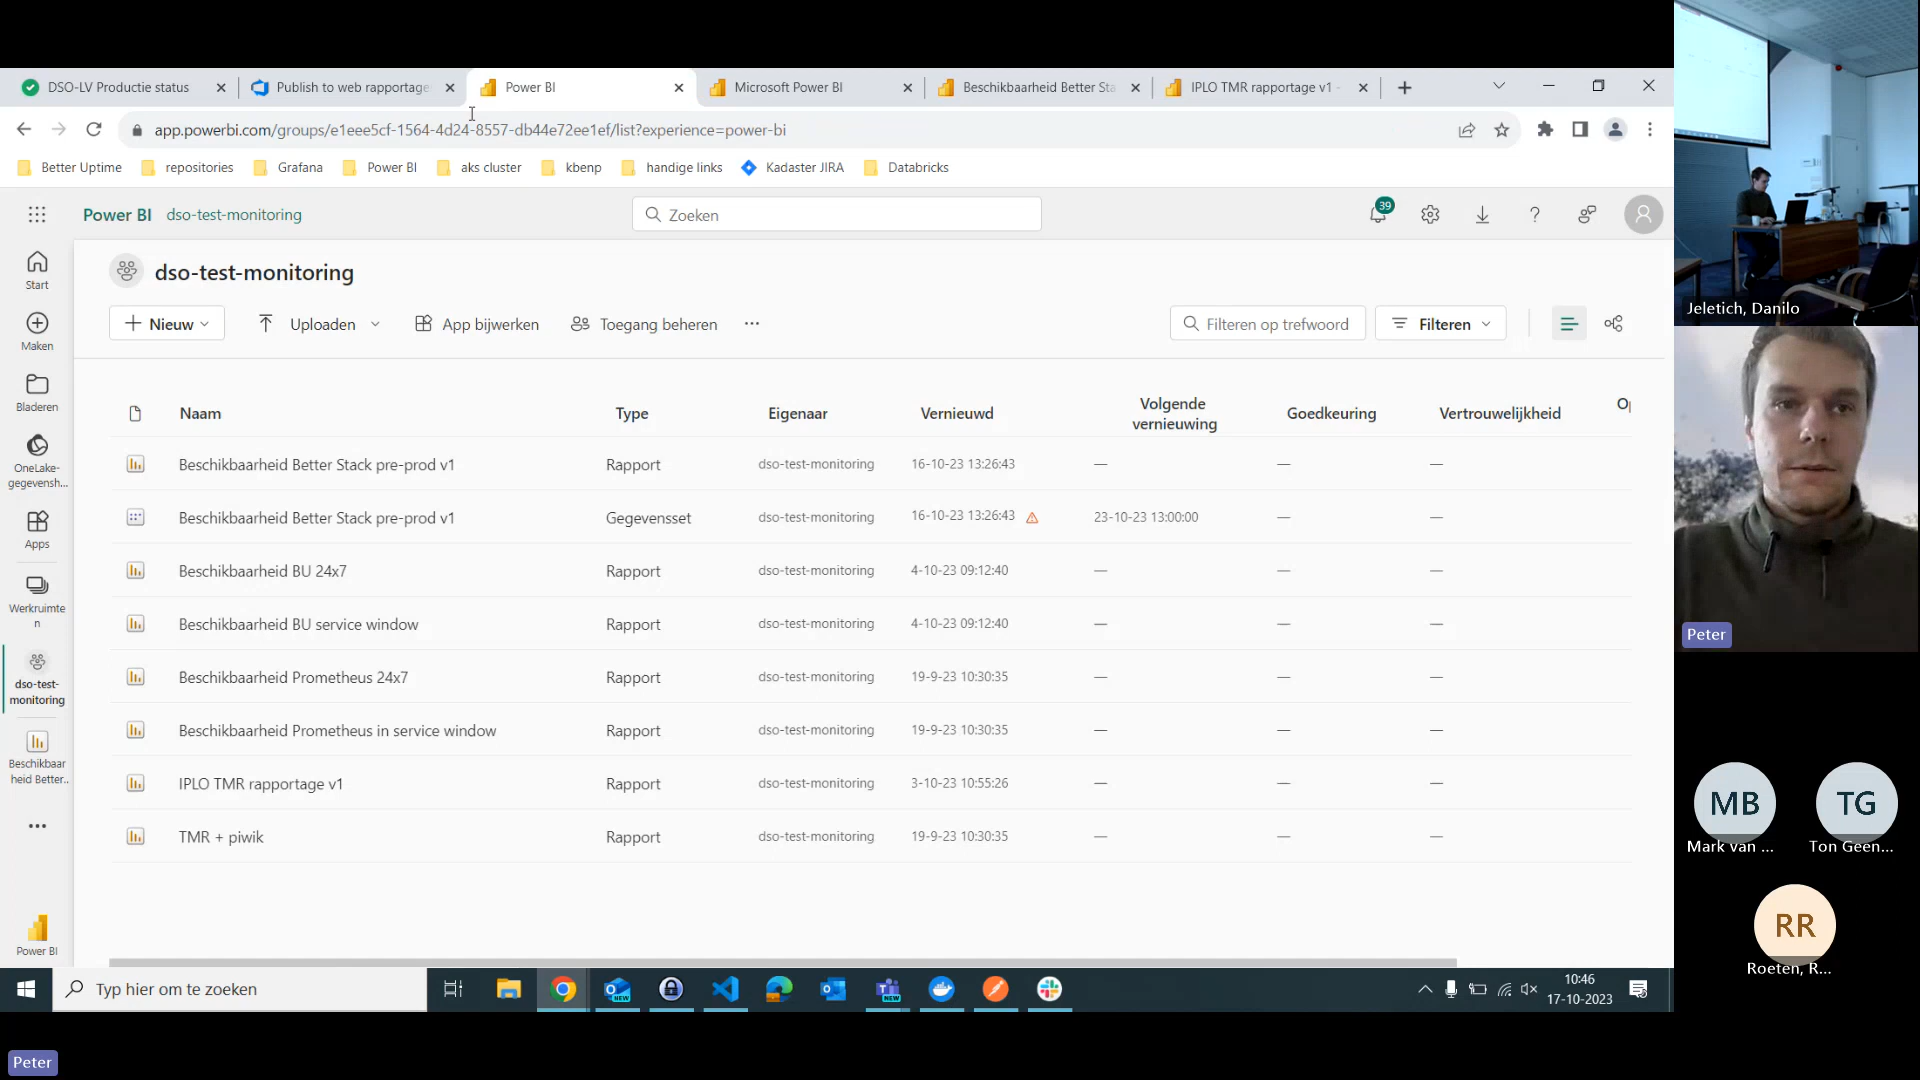 DSO-LV Productie status
Publish to web rapportage
Power BI
Microsoft Power BI
Beschikbaarheid Better Sta
IPLO TMR rapportage v1 -
app.powerbi.com/groups/e1eee5cf-1564-4d24-8557-db44e72ee1ef/list?experience=power-bi
Better Uptime
repositories
Grafana
Power BI
aks cluster
kbenp
handige links
Kadaster JIRA
Databricks
Power BI dso-test-monitoring
Zoeken
39
Start
Maken
Bladeren
OneLake-
gegevensh...
Apps
Werkruimte
n
dso-test-
monitoring
Beschikbaar
heid Better...
Power BI
dso-test-monitoring
Nieuw
Uploaden
App bijwerken
Toegang beheren
Filteren op trefwoord
Filteren
Naam Type Eigenaar Vernieuwd Volgende vernieuwing Goedkeuring Vertrouwelijkheid Op
Beschikbaarheid Better Stack pre-prod v1 Rapport dso-test-monitoring 16-10-23 13:26:43 — — —
Beschikbaarheid Better Stack pre-prod v1 Gegevensset dso-test-monitoring 16-10-23 13:26:43 23-10-23 13:00:00 — —
Beschikbaarheid BU 24x7 Rapport dso-test-monitoring 4-10-23 09:12:40 — — —
Beschikbaarheid BU service window Rapport dso-test-monitoring 4-10-23 09:12:40 — — —
Beschikbaarheid Prometheus 24x7 Rapport dso-test-monitoring 19-9-23 10:30:35 — — —
Beschikbaarheid Prometheus in service window Rapport dso-test-monitoring 19-9-23 10:30:35 — — —
IPLO TMR rapportage v1 Rapport dso-test-monitoring 3-10-23 10:55:26 — — —
TMR + piwik Rapport dso-test-monitoring 19-9-23 10:30:35 — — —
Typ hier om te zoeken
NEW
NEW
10:46
17-10-2023
Peter
Jeletich, Danilo
Peter
MB
Mark van ...
TG
Ton Geen...
RR
Roeten, R...